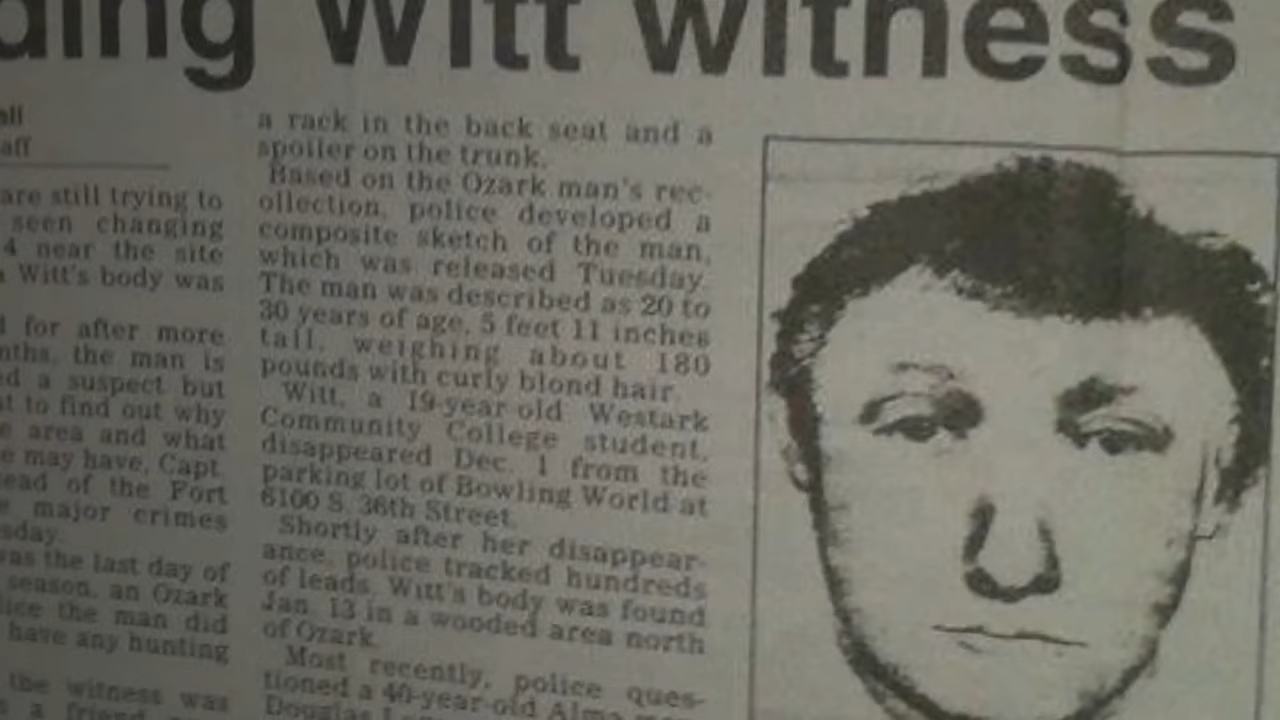 ding Witt witness
all
aff
are still trying to
seen changing
4 near the site
Witt's body was
for after more
nths, the man is
ed a suspect but
to find out why
area and what
may have, Capt.
ead of the Fort
major crimes
sday.
was the last day of
season, an Ozark
lice the man did
have any hunting
the witness was
a friend
a rack in the back seat and a
spoiler on the trunk.
Based on the Ozark man's rec-
ollection, police developed a
composite sketch of the man,
which was released Tuesday.
The man was described as 20 to
30 years of age, 5 feet 11 inches
tall, weighing about 180
pounds with curly blond hair.
Witt, a 19-year-old Westark
Community College student,
disappeared Dec. 1 from the
parking lot of Bowling World at
6100 S. 36th Street.
Shortly after her disappear-
ance, police tracked hundreds
of leads. Witt's body was found
Jan. 13 in a wooded area north
of Ozark.
Most recently, police ques-
tioned a 40-year-old Alma man
Douglas